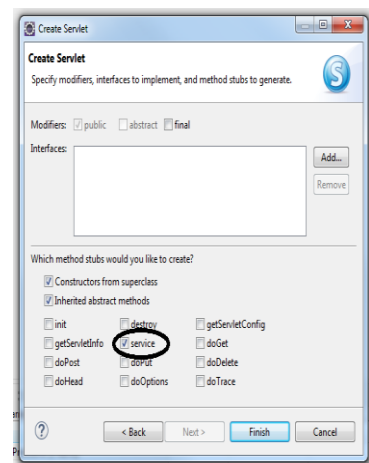 Create Servlet
Create Servlet
Specify modifiers, interfaces to implement, and method stubs to generate.
S
Modifiers: public abstract final
Interfaces:
Add...
Remove
Which method stubs would you like to create?
Constructors from superclass
Inherited abstract methods
init destroy getServletConfig
getServletInfo service doGet
doPost doPut doDelete
doHead doOptions doTrace
? < Back Next > Finish Cancel